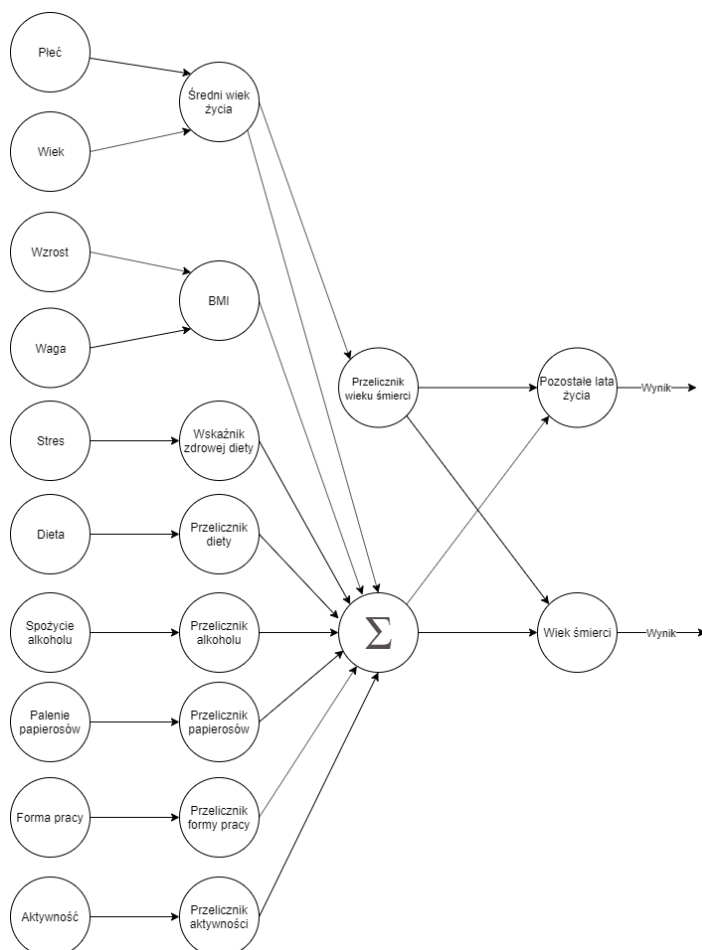 Płeć
Średni wiek
życia
Wiek
Wzrost
BMI
Waga
Przelicznik
wieku śmierci
Pozostałe lata
życia
Wynik
Stres
Wskaźnik
zdrowej diety
Dieta
Przelicznik
diety
Spożycie
alkoholu
Przelicznik
alkoholu
Σ
Wiek śmierci
Wynik
Palenie
papierosów
Przelicznik
papierosów
Forma pracy
Przelicznik
formy pracy
Aktywność
Przelicznik
aktywności